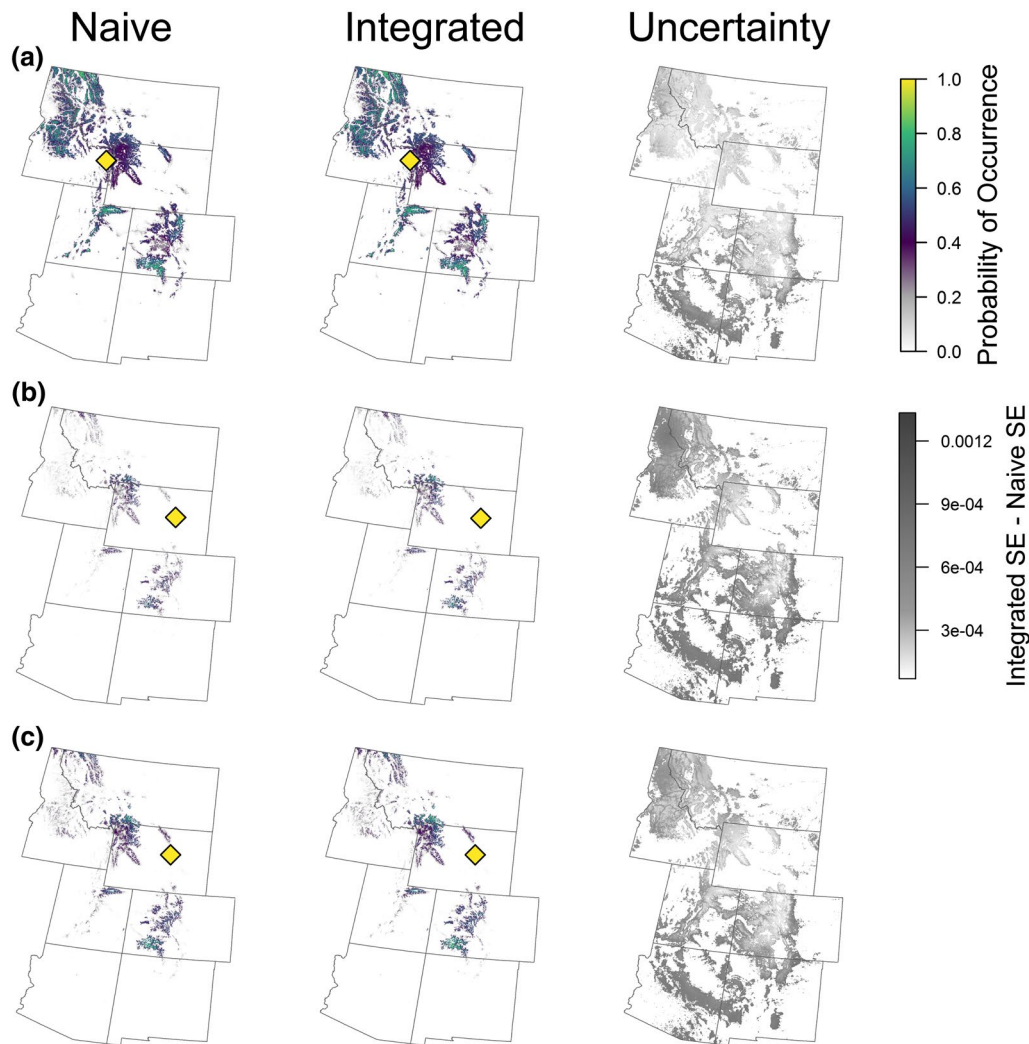 Naive Integrated Uncertainty
(a)
1.0
0.8
0.6
0.4
0.2
0.0
Probability of Occurrence
(b)
0.0012
9e-04
6e-04
3e-04
Integrated SE - Naive SE
(c)